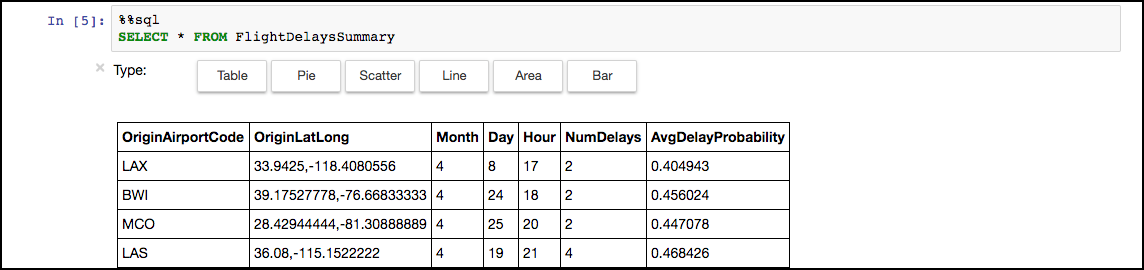 In [5]: %%sql
SELECT * FROM FlightDelaysSummary
× Type: Table Pie Scatter Line Area Bar
OriginAirportCode OriginLatLong Month Day Hour NumDelays AvgDelayProbability
LAX 33.9425,-118.4080556 4 8 17 2 0.404943
BWI 39.17527778,-76.66833333 4 24 18 2 0.456024
MCO 28.42944444,-81.30888889 4 25 20 2 0.447078
LAS 36.08,-115.1522222 4 19 21 4 0.468426